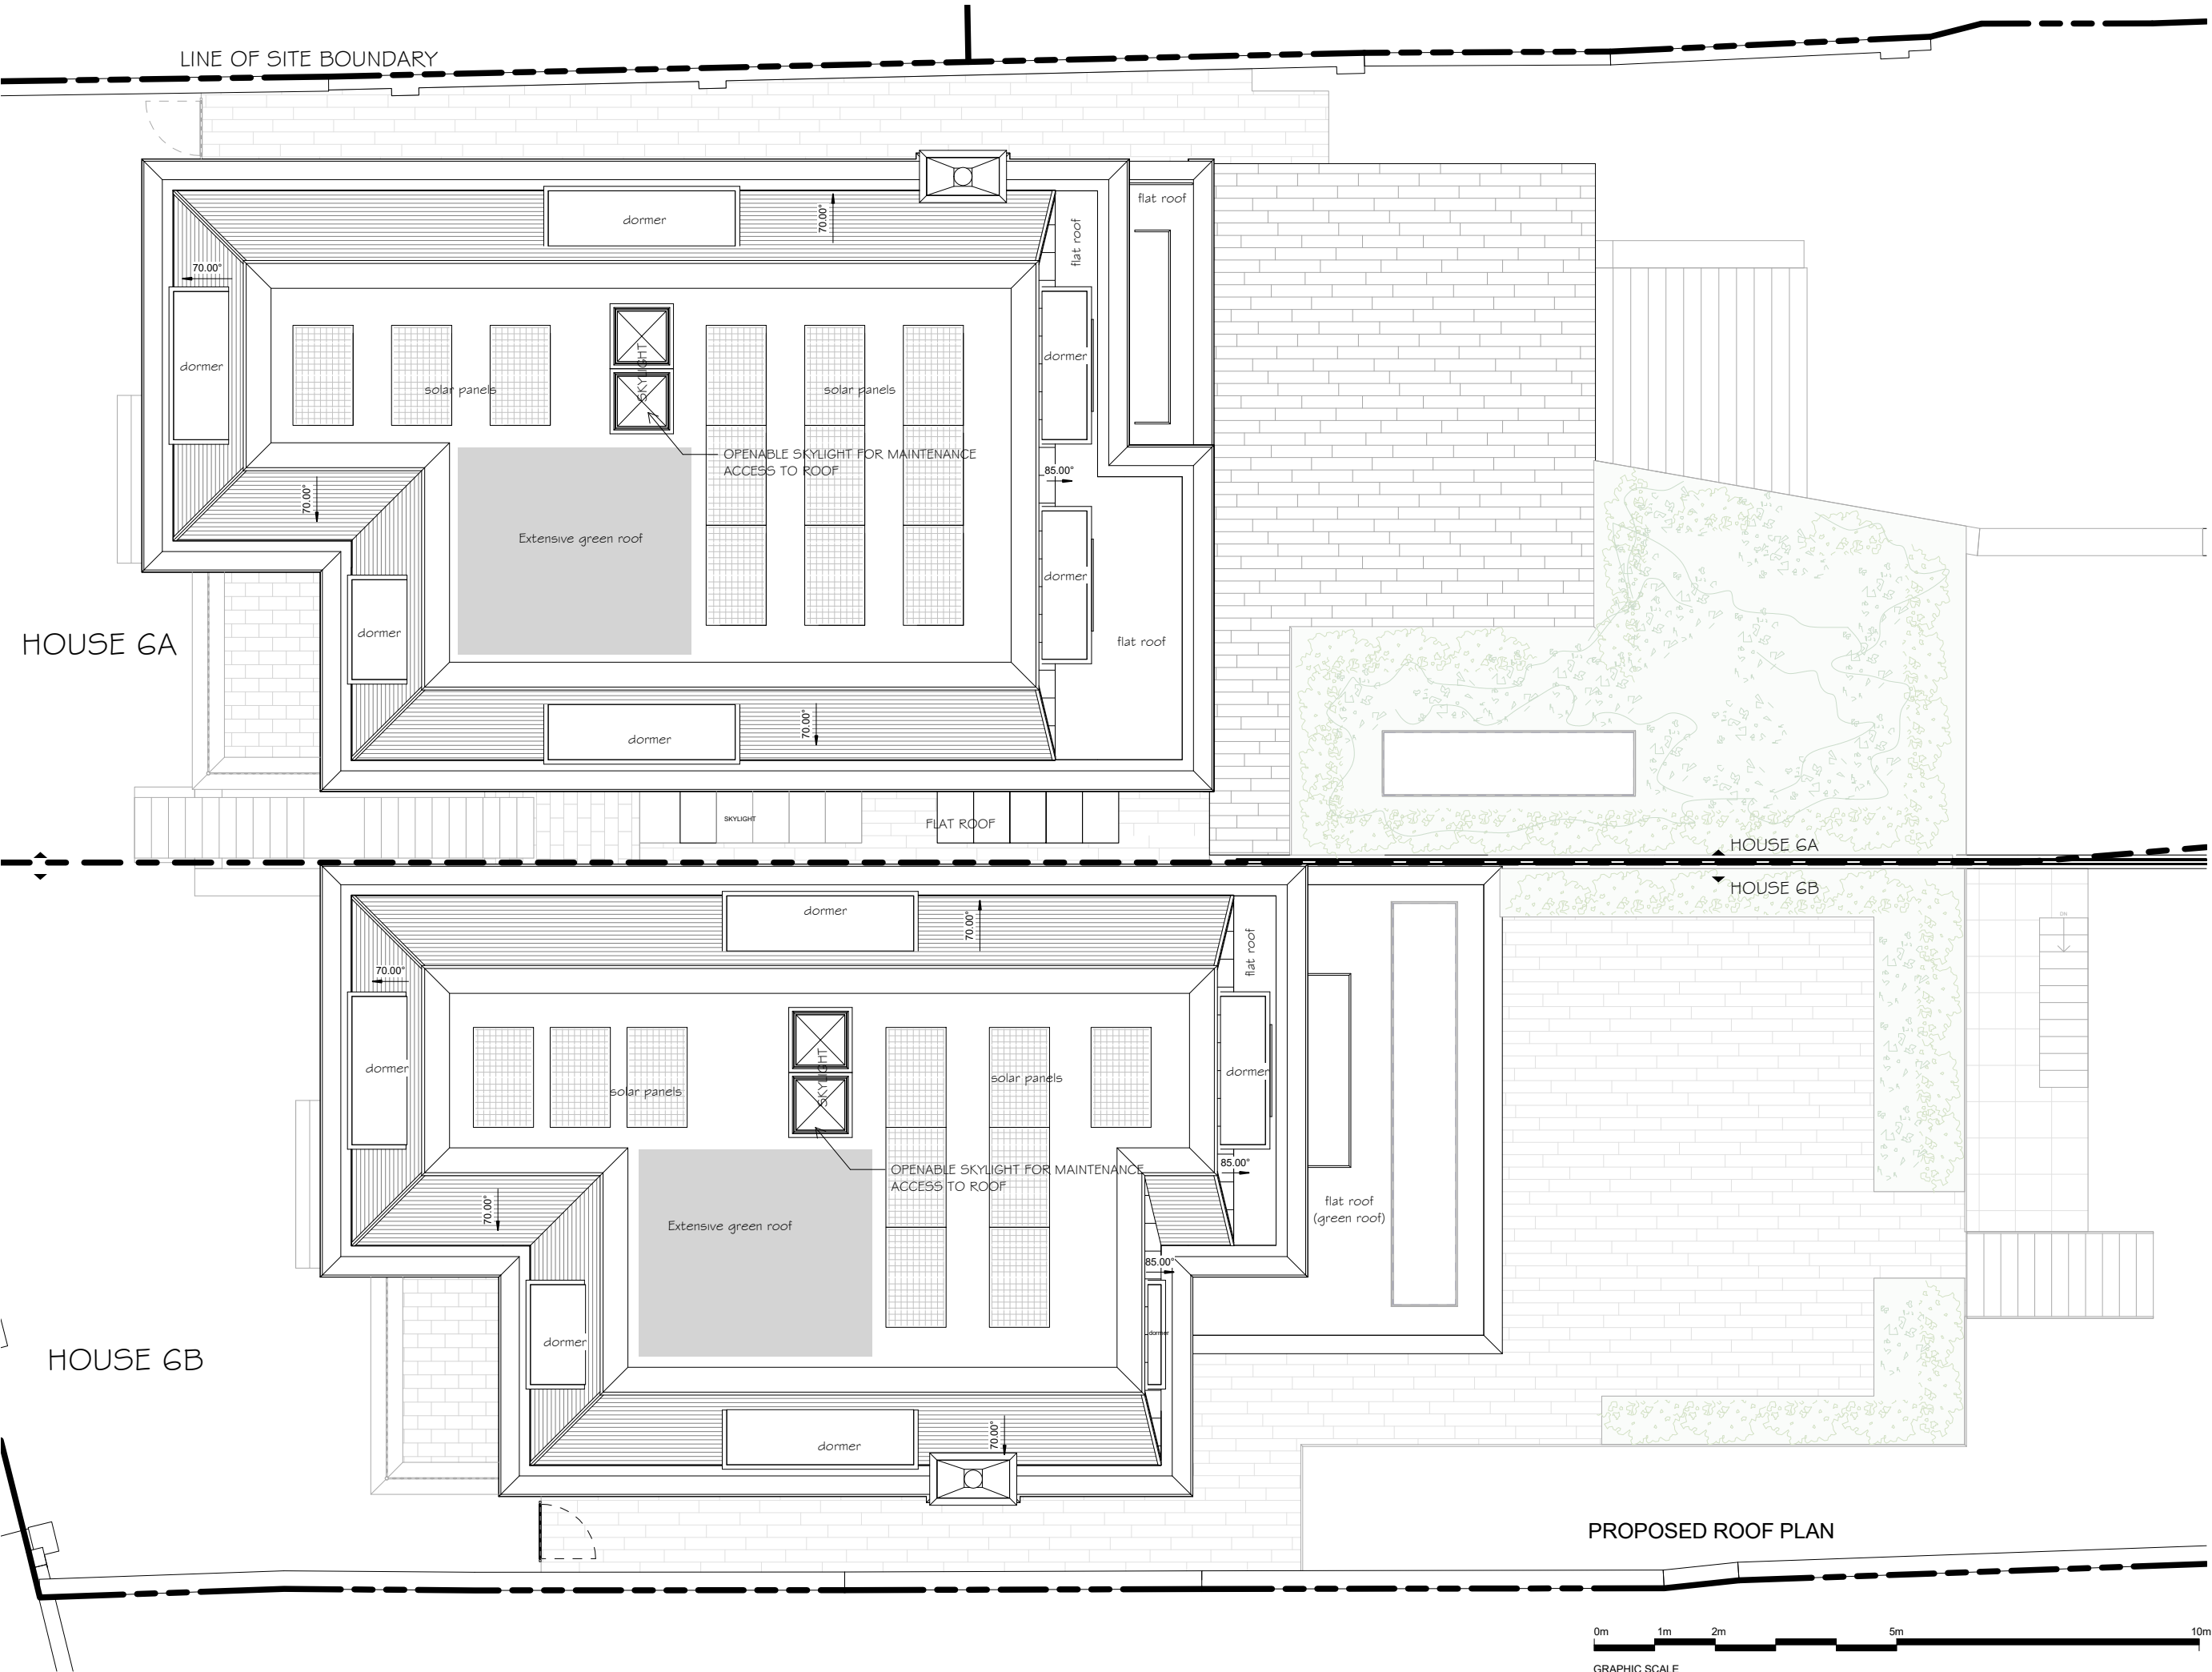 LINE OF SITE BOUNDARY
flat roof
dormer
70.00°
flat roof
70.00°
SKYLIGHT
dormer
dormer
solar panels
solar panels
OPENABLE SKYLIGHT FOR MAINTENANCE
ACCESS TO ROOF
85.00°
70.00°
Extensive green roof
dormer
dormer
HOUSE 6A
flat roof
dormer
70.00°
SKYLIGHT
FLAT ROOF
HOUSE 6A
HOUSE 6B
dormer
70.00°
flat roof
70.00°
SKYLIGHT
dormer
dormer
solar panels
solar panels
DN
OPENABLE SKYLIGHT FOR MAINTENANCE
ACCESS TO ROOF
85.00°
70.00°
flat roof
(green roof)
Extensive green roof
85.00°
dormer
dormer
HOUSE 6B
dormer
70.00°
PROPOSED ROOF PLAN
0m 1m 2m 5m 10m
GRAPHIC SCALE